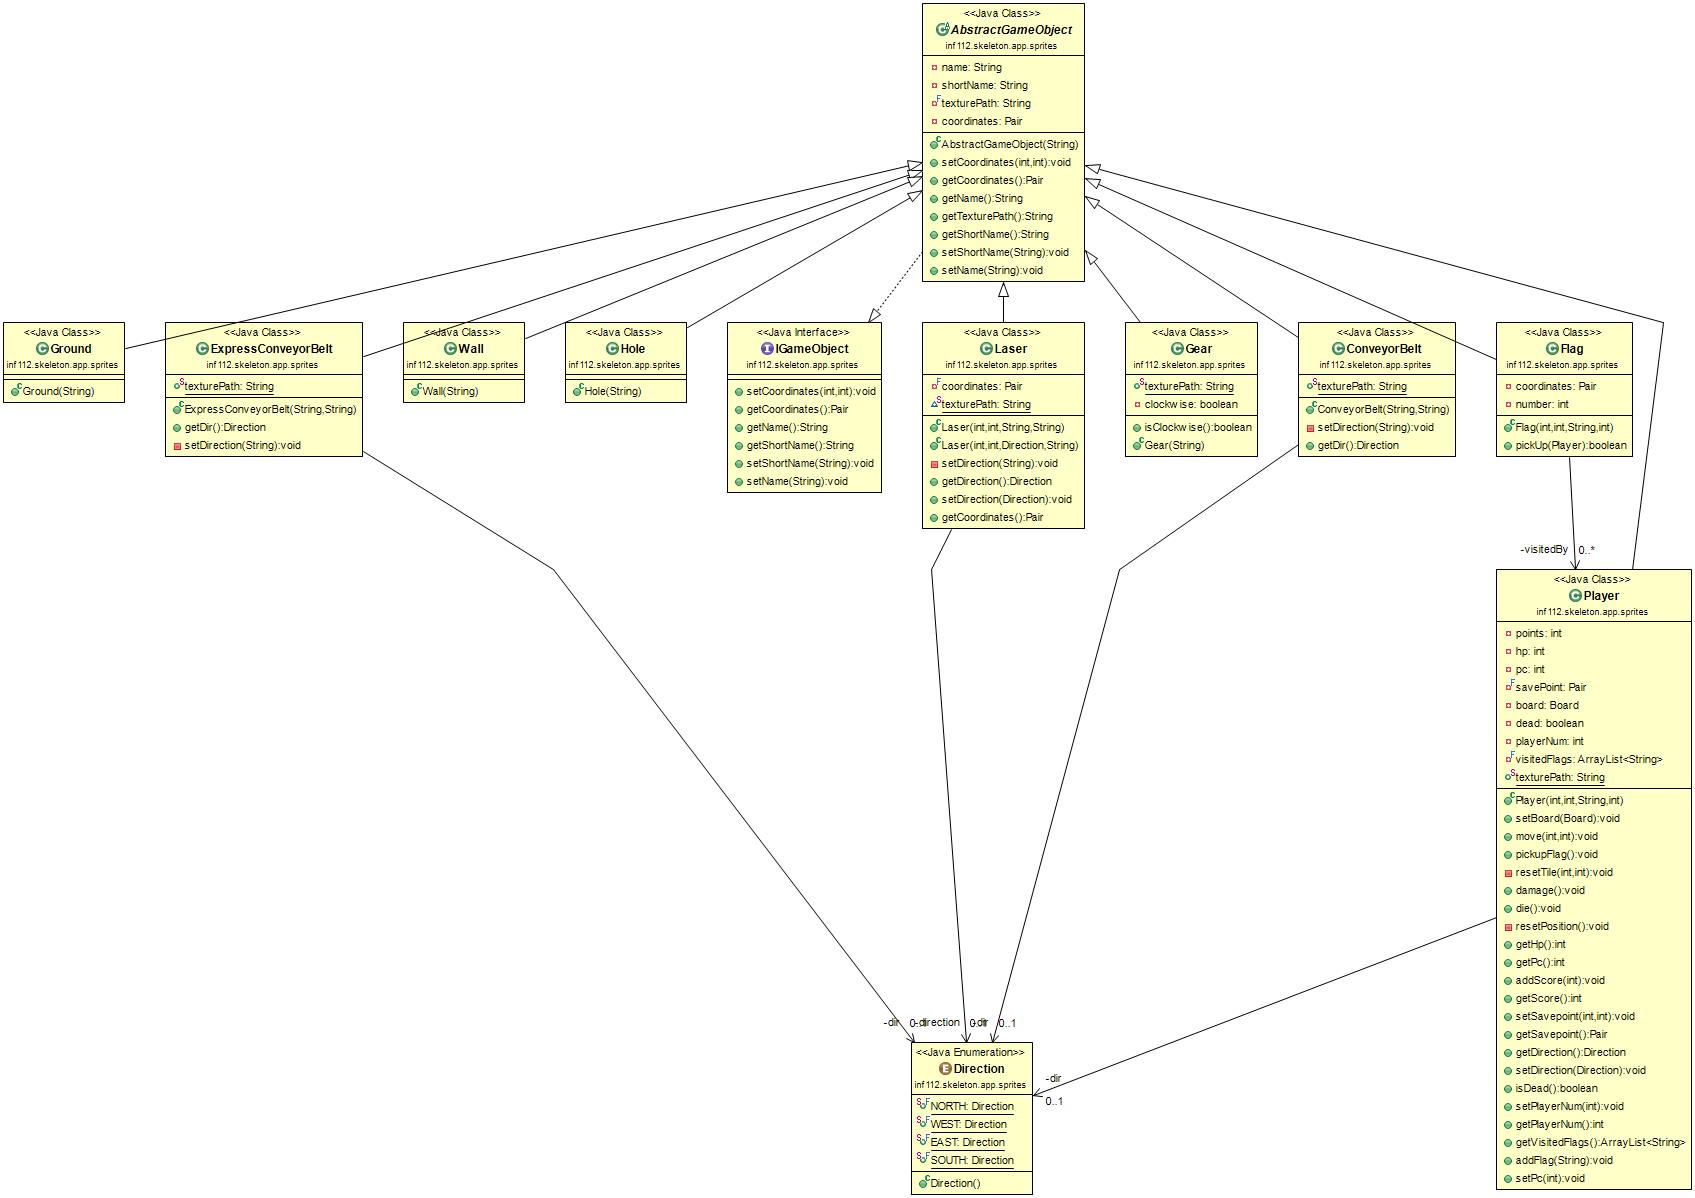 <<Java Class>>
AbstractGameObject
inf112.skeleton.app.sprites
name: String
shortName: String
texturePath: String
coordinates: Pair
AbstractGameObject(String)
setCoordinates(int,int):void
getCoordinates():Pair
getName():String
getTexturePath():String
getShortName():String
setShortName(String):void
setName(String):void
<<Java Class>>
Ground
inf112.skeleton.app.sprites
Ground(String)
<<Java Class>>
ExpressConveyorBelt
inf112.skeleton.app.sprites
texturePath: String
ExpressConveyorBelt(String,String)
getDir():Direction
setDirection(String):void
<<Java Class>>
Wall
inf112.skeleton.app.sprites
Wall(String)
<<Java Class>>
Hole
inf112.skeleton.app.sprites
Hole(String)
<<Java Interface>>
IGameObject
inf112.skeleton.app.sprites
setCoordinates(int,int):void
getCoordinates():Pair
getName():String
getShortName():String
setShortName(String):void
setName(String):void
<<Java Class>>
Laser
inf112.skeleton.app.sprites
coordinates: Pair
texturePath: String
Laser(int,int,String,String)
Laser(int,int,Direction,String)
setDirection(String):void
getDirection():Direction
setDirection(Direction):void
getCoordinates():Pair
<<Java Class>>
Gear
inf112.skeleton.app.sprites
texturePath: String
clockwise: boolean
isClockwise():boolean
Gear(String)
<<Java Class>>
ConveyorBelt
inf112.skeleton.app.sprites
texturePath: String
ConveyorBelt(String,String)
setDirection(String):void
getDir():Direction
<<Java Class>>
Flag
inf112.skeleton.app.sprites
coordinates: Pair
number: int
Flag(int,int,String,int)
pickUp(Player):boolean
-visitedBy 0..*
<<Java Class>>
Player
inf112.skeleton.app.sprites
points: int
hp: int
pc: int
savePoint: Pair
board: Board
dead: boolean
playerNum: int
visitedFlags: ArrayList<String>
texturePath: String
Player(int,int,String,int)
setBoard(Board):void
move(int,int):void
pickupFlag():void
resetTile(int,int):void
damage():void
die():void
resetPosition():void
getHp():int
getPc():int
addScore(int):void
getScore():int
setSavepoint(int,int):void
getSavepoint():Pair
getDirection():Direction
setDirection(Direction):void
isDead():boolean
setPlayerNum(int):void
getPlayerNum():int
getVisitedFlags():ArrayList<String>
addFlag(String):void
setPc(int):void
-dir -direction -dir 0..1
<<Java Enumeration>>
Direction
inf112.skeleton.app.sprites
NORTH: Direction
WEST: Direction
EAST: Direction
SOUTH: Direction
Direction()
-dir
0..1